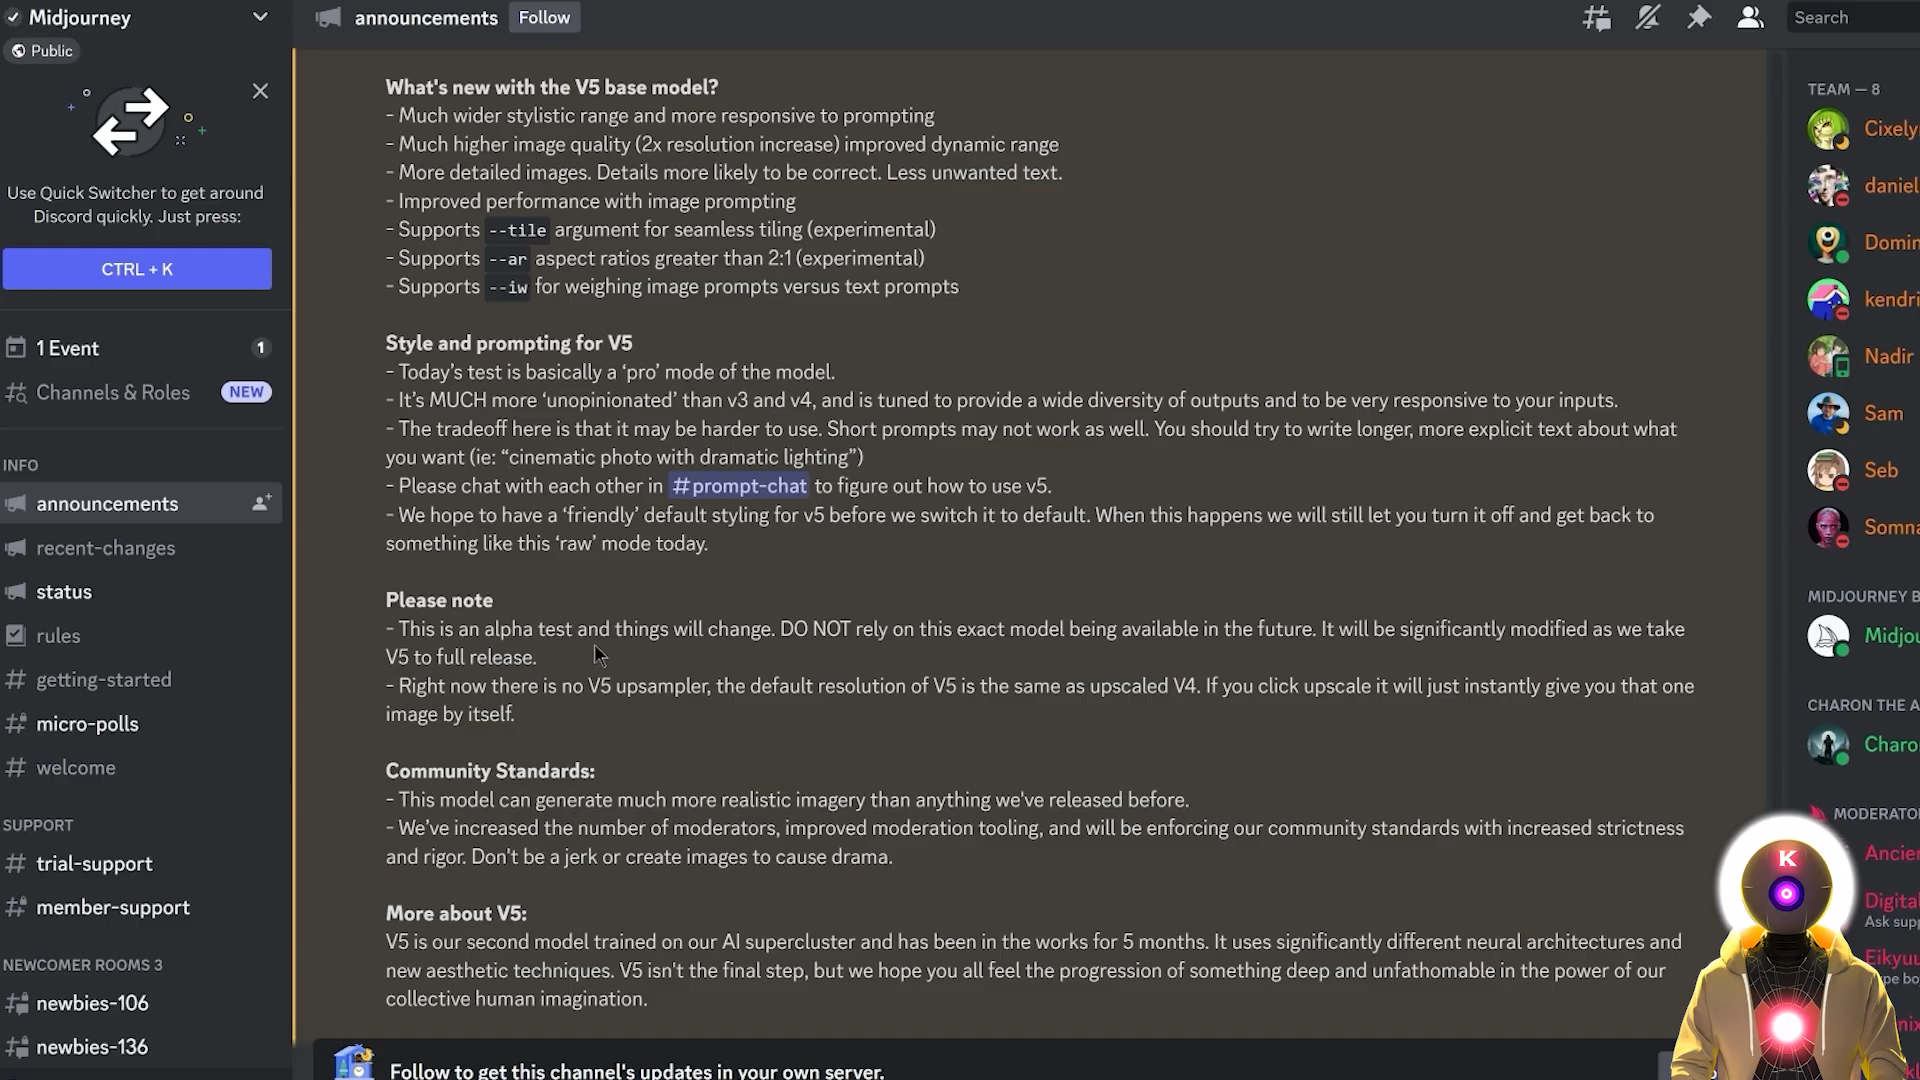 Midjourney
Public
Use Quick Switcher to get around
Discord quickly. Just press:
CTRL + K
1 Event
1
Channels & Roles
NEW
INFO
announcements
recent-changes
status
rules
getting-started
micro-polls
welcome
SUPPORT
trial-support
member-support
NEWCOMER ROOMS 3
newbies-106
newbies-136
announcements
Follow
Search
What's new with the V5 base model?
- Much wider stylistic range and more responsive to prompting
- Much higher image quality (2x resolution increase) improved dynamic range
- More detailed images. Details more likely to be correct. Less unwanted text.
- Improved performance with image prompting
- Supports --tile argument for seamless tiling (experimental)
- Supports --ar aspect ratios greater than 2:1 (experimental)
- Supports --iw for weighing image prompts versus text prompts
Style and prompting for V5
- Today's test is basically a ‘pro’ mode of the model.
- It's MUCH more ‘unopinionated’ than v3 and v4, and is tuned to provide a wide diversity of outputs and to be very responsive to your inputs.
- The tradeoff here is that it may be harder to use. Short prompts may not work as well. You should try to write longer, more explicit text about what
you want (ie: “cinematic photo with dramatic lighting”)
- Please chat with each other in #prompt-chat to figure out how to use v5.
- We hope to have a ‘friendly’ default styling for v5 before we switch it to default. When this happens we will still let you turn it off and get back to
something like this ‘raw’ mode today.
Please note
- This is an alpha test and things will change. DO NOT rely on this exact model being available in the future. It will be significantly modified as we take
V5 to full release.
- Right now there is no V5 upsampler, the default resolution of V5 is the same as upscaled V4. If you click upscale it will just instantly give you that one
image by itself.
Community Standards:
- This model can generate much more realistic imagery than anything we've released before.
- We've increased the number of moderators, improved moderation tooling, and will be enforcing our community standards with increased strictness
and rigor. Don't be a jerk or create images to cause drama.
More about V5:
V5 is our second model trained on our AI supercluster and has been in the works for 5 months. It uses significantly different neural architectures and
new aesthetic techniques. V5 isn't the final step, but we hope you all feel the progression of something deep and unfathomable in the power of our
collective human imagination.
Follow to get this channel's updates in your own server.
TEAM — 8
Cixely
daniel
Domin
kendri
Nadir
Sam
Seb
Somna
MIDJOURNEY B
Midjou
CHARON THE A
Charo
MODERATO
Ancien
Digital
Ask supp
Eikyuu
K